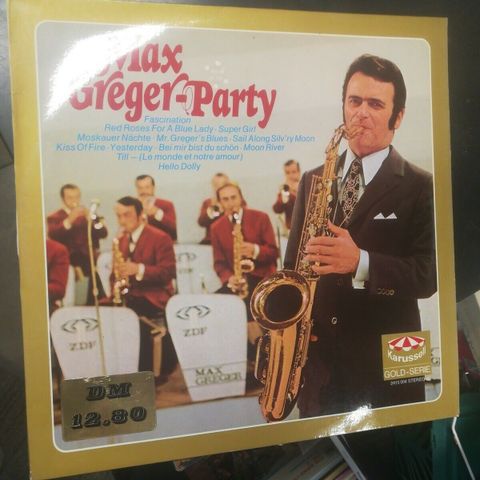 Max
Greger-Party
Fascination
Red Roses For A Blue Lady · Super Girl
Moskauer Nächte · Mr. Greger's Blues · Sail Along Silv'ry Moon
Kiss Of Fire · Yesterday · Bei mir bist du schön · Moon River
Till — (Le monde et notre amour)
Hello Dolly
ZDF
ZDF
MAX
GREGER
Karussell
GOLD-SERIE
STEREO
DM
12.80